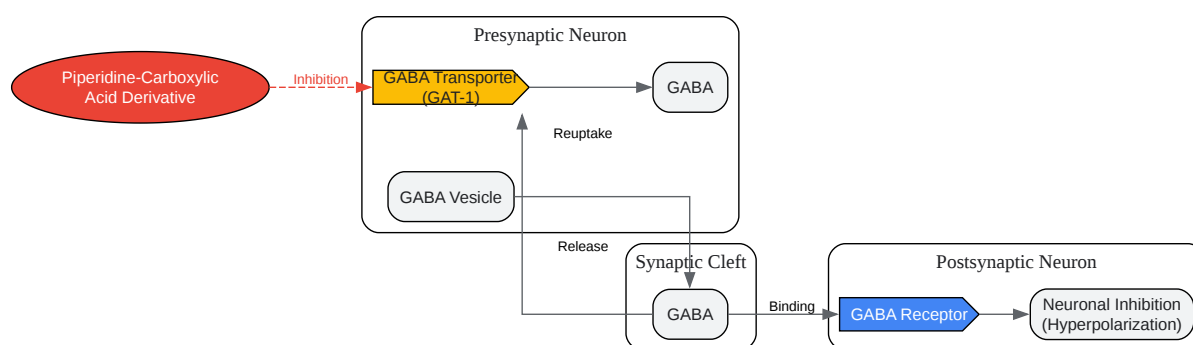 Presynaptic Neuron
Piperidine-Carboxylic
Acid Derivative
Inhibition
GABA Transporter
(GAT-1)
GABA
Reuptake
GABA Vesicle
Release
Synaptic Cleft
GABA
Binding
Postsynaptic Neuron
GABA Receptor
Neuronal Inhibition
(Hyperpolarization)